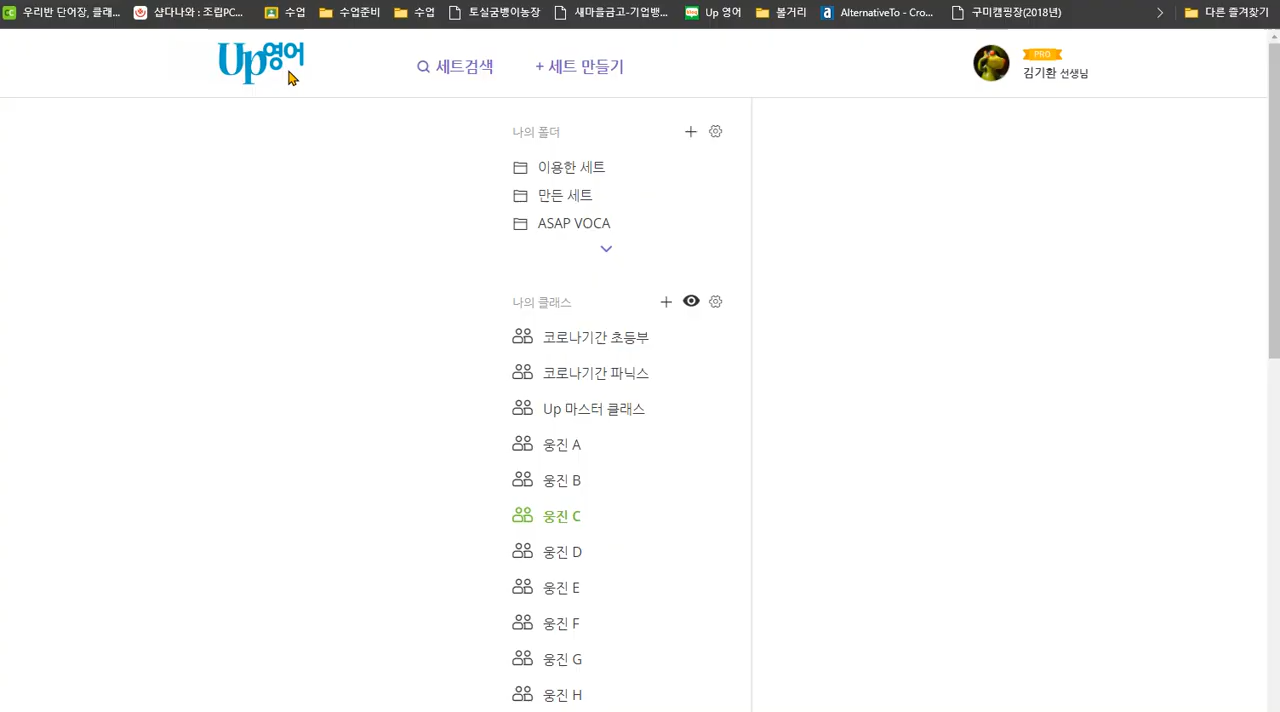 우리반 단어장, 클래... 샵다나와 : 조립PC... 수업 수업준비 수업 토실궁뱅이농장 새마을금고-기업뱅... Up 영어 볼거리 AlternativeTo - Cro... 구미캠핑장(2018년) 다른 즐겨찾기
Up영어
세트검색
+ 세트 만들기
PRO
김기환 선생님
나의 폴더
이용한 세트
만든 세트
ASAP VOCA
나의 클래스
코로나기간 초등부
코로나기간 파닉스
Up 마스터 클래스
웅진 A
웅진 B
웅진 C
웅진 D
웅진 E
웅진 F
웅진 G
웅진 H